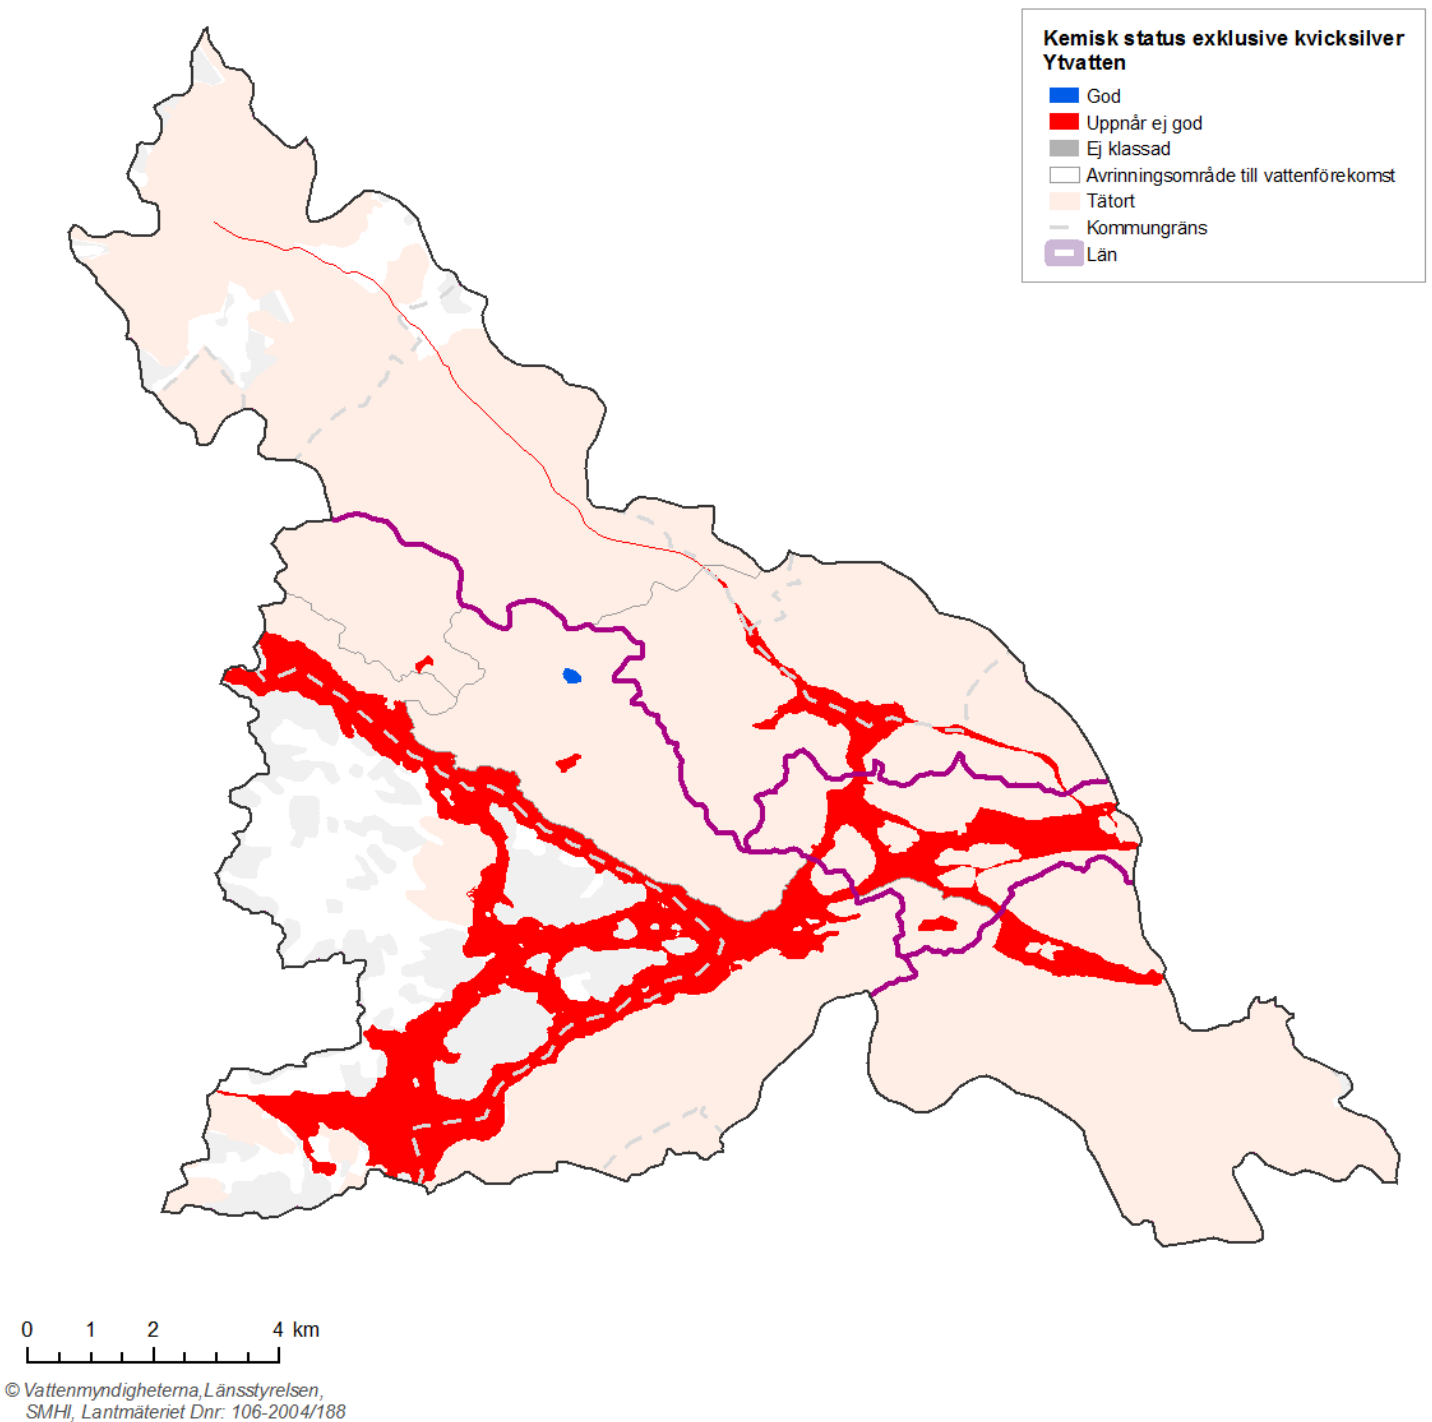 Kemisk status exklusive kvicksilver
Ytvatten
God
Uppnår ej god
Ej klassad
Avrinningsområde till vattenförekomst
Tätort
Kommungräns
Län
0 1 2 4 km
© Vattenmyndigheterna,Länsstyrelsen,
SMHI, Lantmäteriet Dnr: 106-2004/188